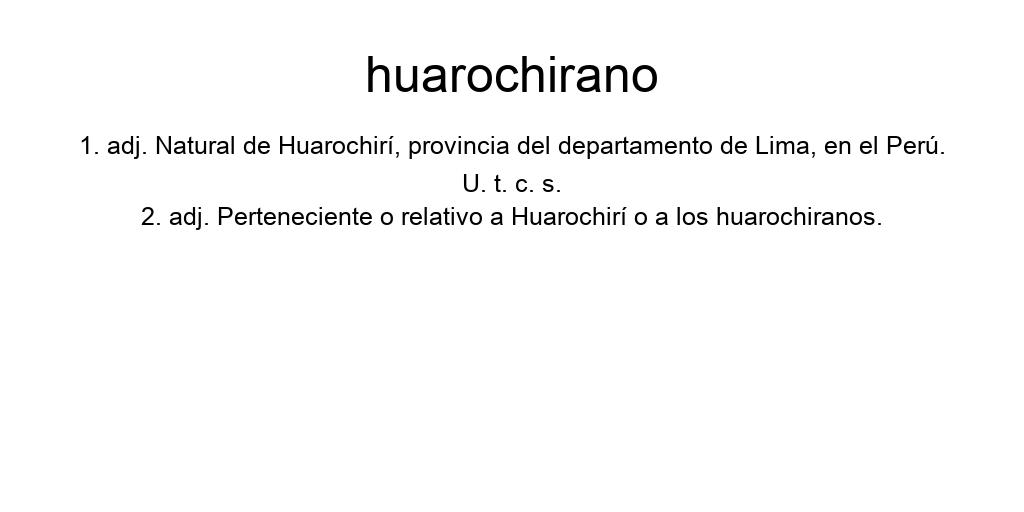 huarochirano
1. adj. Natural de Huarochirí, provincia del departamento de Lima, en el Perú.
U. t. c. s.
2. adj. Perteneciente o relativo a Huarochirí o a los huarochiranos.